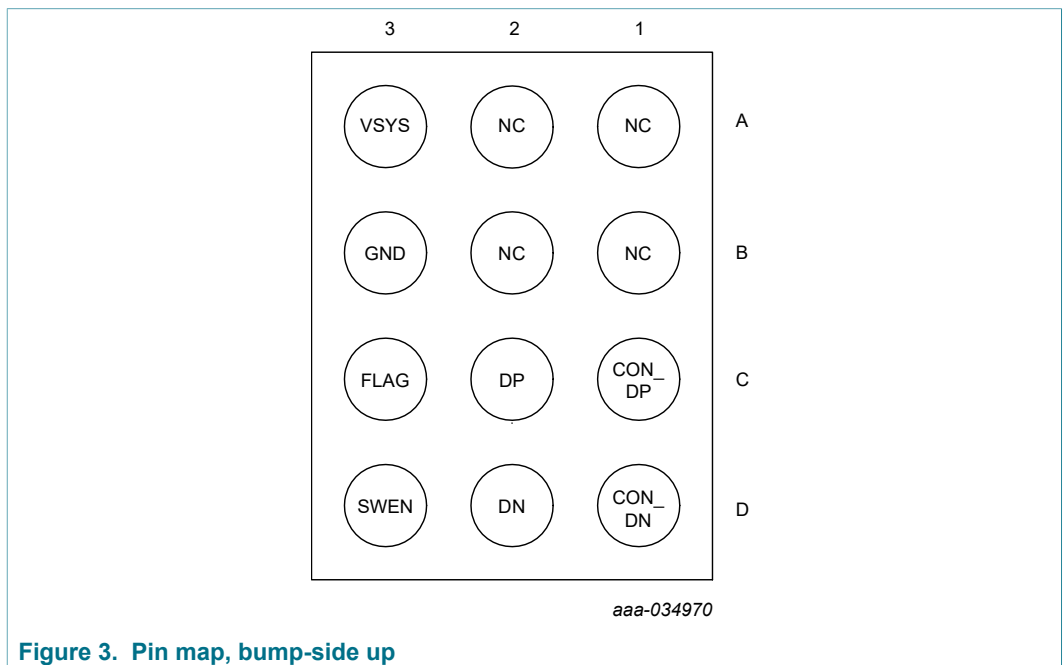 3 2 1
VSYS NC NC A
GND NC NC B
FLAG DP CON_
DP C
SWEN DN CON_
DN D
aaa-034970
Figure 3. Pin map, bump-side up